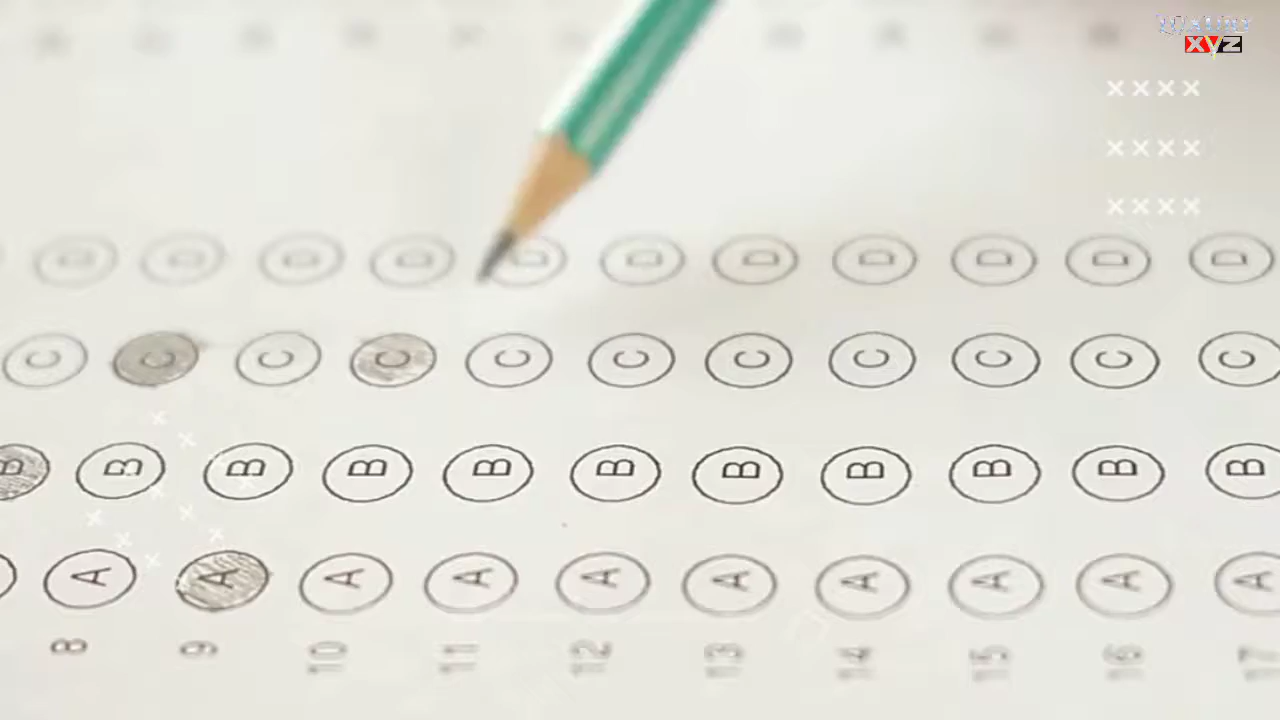 xyz
D D D D D D D D D D D
C C C C C C C C C C C
B B B B B B B B B B B
A A A A A A A A A A
8 9 10 11 12 13 14 15 16 17